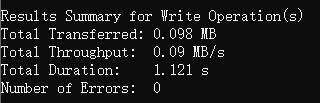 Results Summary for Write Operation(s)
Total Transferred: 0.098 MB
Total Throughput:  0.09 MB/s
Total Duration:    1.121 s
Number of Errors:  0